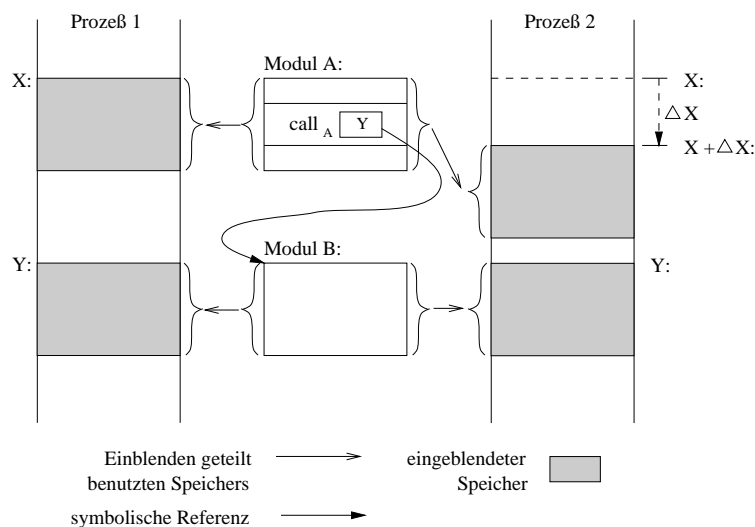 Prozeß 1
Prozeß 2
Modul A:
X:
X:
call A Y
△X
X + △X:
Modul B:
Y:
Y:
Einblenden geteilt
benutzten Speichers
eingeblendeter
Speicher
symbolische Referenz